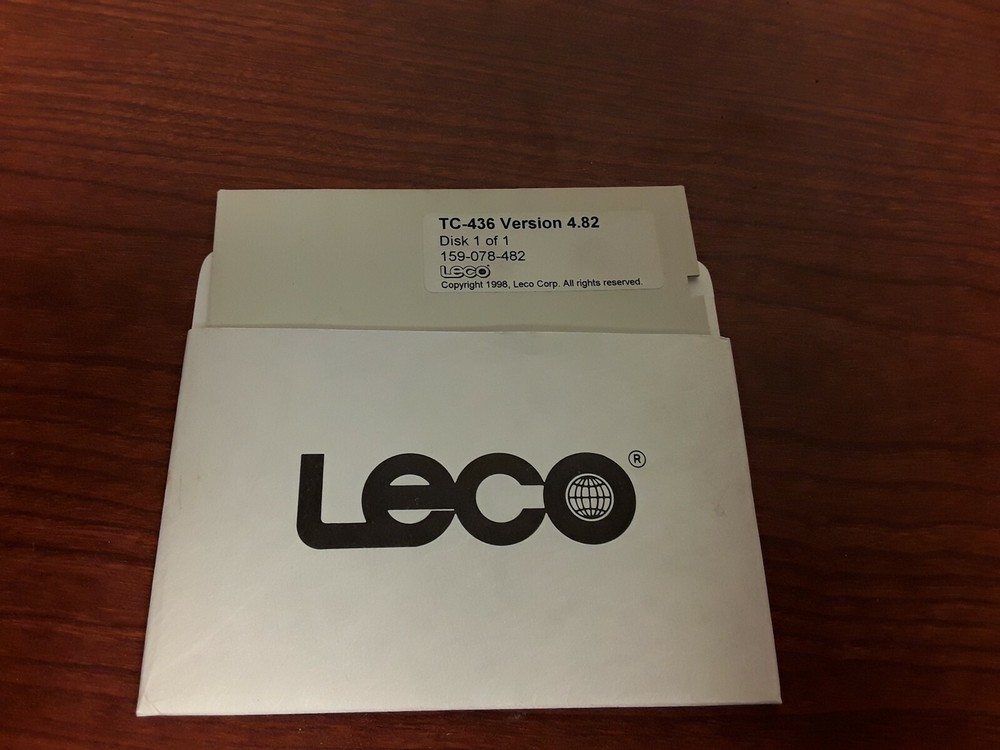 TC-436 Version 4.82
Disk 1 of 1
159-078-482
LECO
Copyright 1998, Leco Corp. All rights reserved.
LECO ®